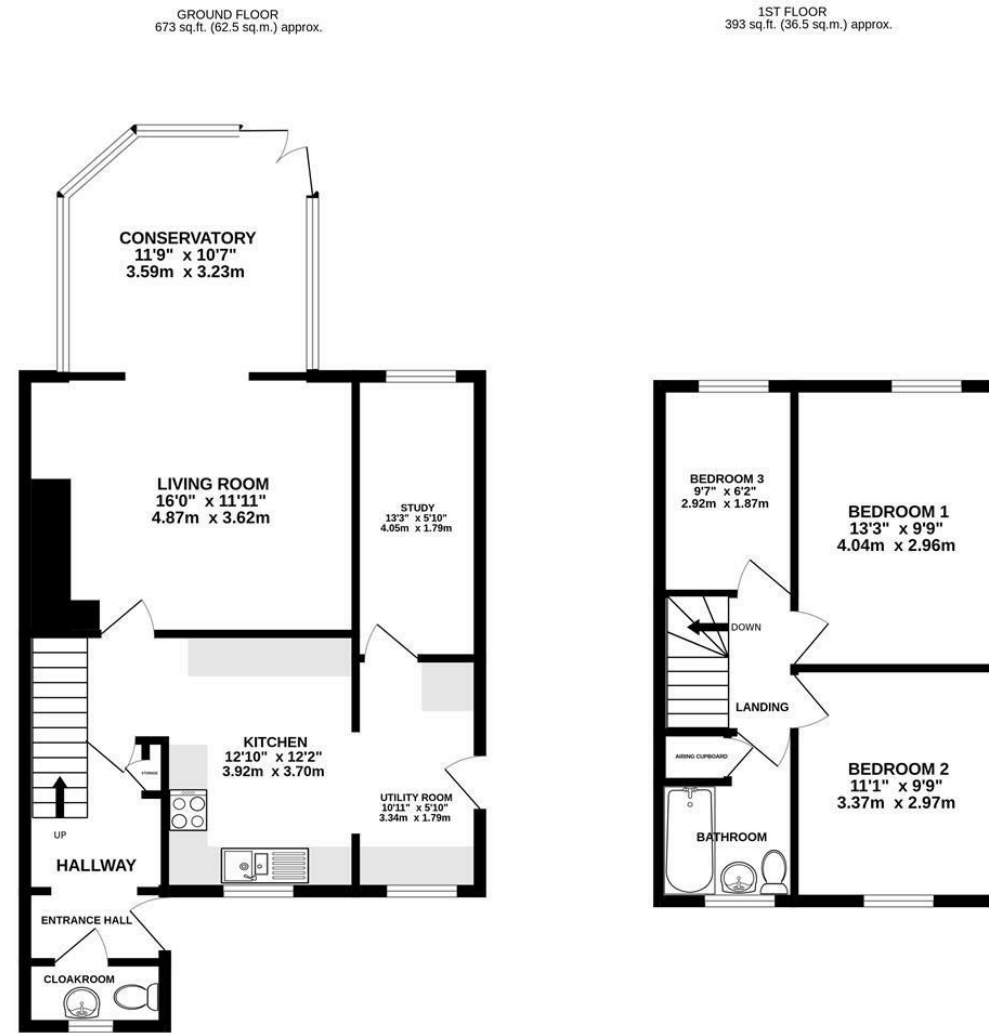 GROUND FLOOR
673 sq.ft. (62.5 sq.m.) approx.
CONSERVATORY
11'9" x 10'7"
3.59m x 3.23m
LIVING ROOM
16'0" x 11'11"
4.87m x 3.62m
STUDY
13'3" x 5'10"
4.05m x 1.79m
KITCHEN
12'10" x 12'2"
3.92m x 3.70m
STORAGE
UTILITY ROOM
10'11" x 5'10"
3.34m x 1.79m
UP
HALLWAY
ENTRANCE HALL
CLOAKROOM
1ST FLOOR
393 sq.ft. (36.5 sq.m.) approx.
BEDROOM 3
9'7" x 6'2"
2.92m x 1.87m
BEDROOM 1
13'3" x 9'9"
4.04m x 2.96m
DOWN
LANDING
AIRING CUPBOARD
BEDROOM 2
11'1" x 9'9"
3.37m x 2.97m
BATHROOM